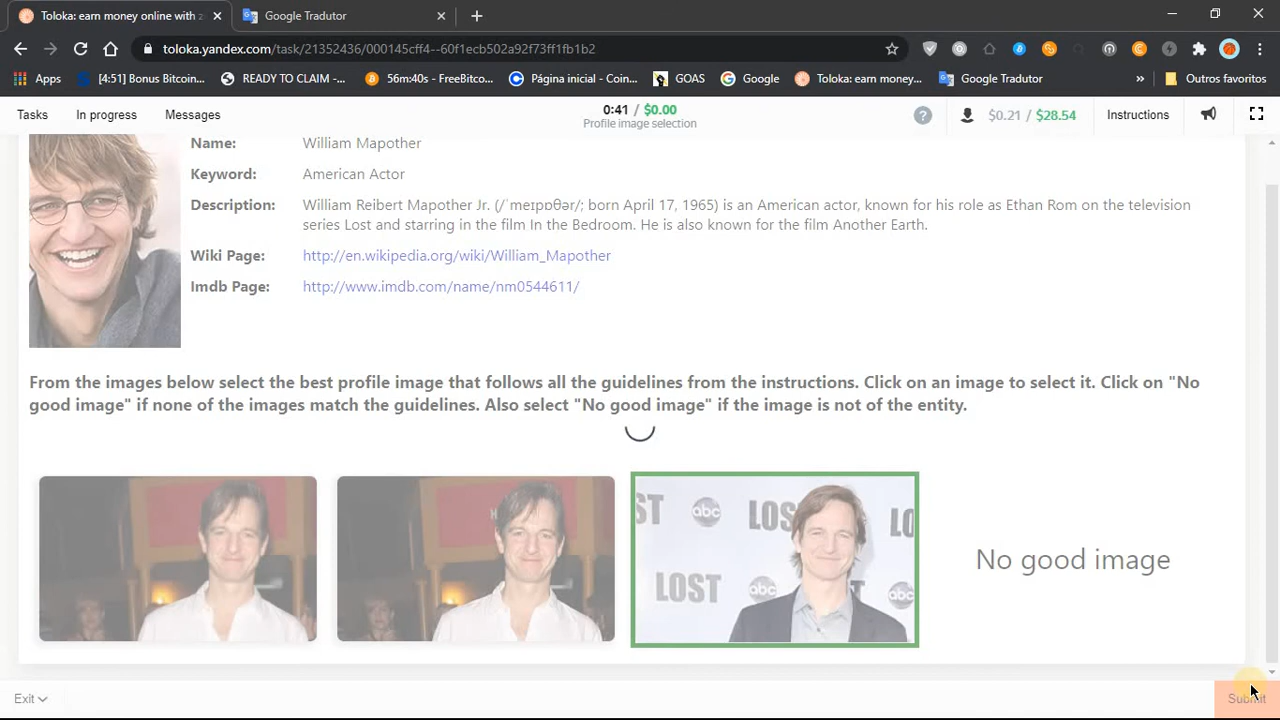 Toloka: earn money online with
Google Tradutor
toloka.yandex.com/task/21352436/000145cff4--60f1ecb502a92f73ff1fb1b2
Apps
[4:51] Bonus Bitcoin...
READY TO CLAIM -...
56m:40s - FreBitco...
Página inicial - Coin...
GOAS
Google
Toloka: earn money...
Google Tradutor
»
Outros favoritos
Tasks
In progress
Messages
0:41 / $0.00
Profile image selection
?
$0.21 / $28.54
Instructions
Name: William Mapother
Keyword: American Actor
Description: William Reibert Mapother Jr. (/ˈmeɪpɒθər/; born April 17, 1965) is an American actor, known for his role as Ethan Rom on the television
series Lost and starring in the film In the Bedroom. He is also known for the film Another Earth.
Wiki Page: http://en.wikipedia.org/wiki/William_Mapother
Imdb Page: http://www.imdb.com/name/nm0544611/
From the images below select the best profile image that follows all the guidelines from the instructions. Click on an image to select it. Click on "No
good image" if none of the images match the guidelines. Also select "No good image" if the image is not of the entity.
abc LOS
LOST abc abc
No good image
Exit
Submit